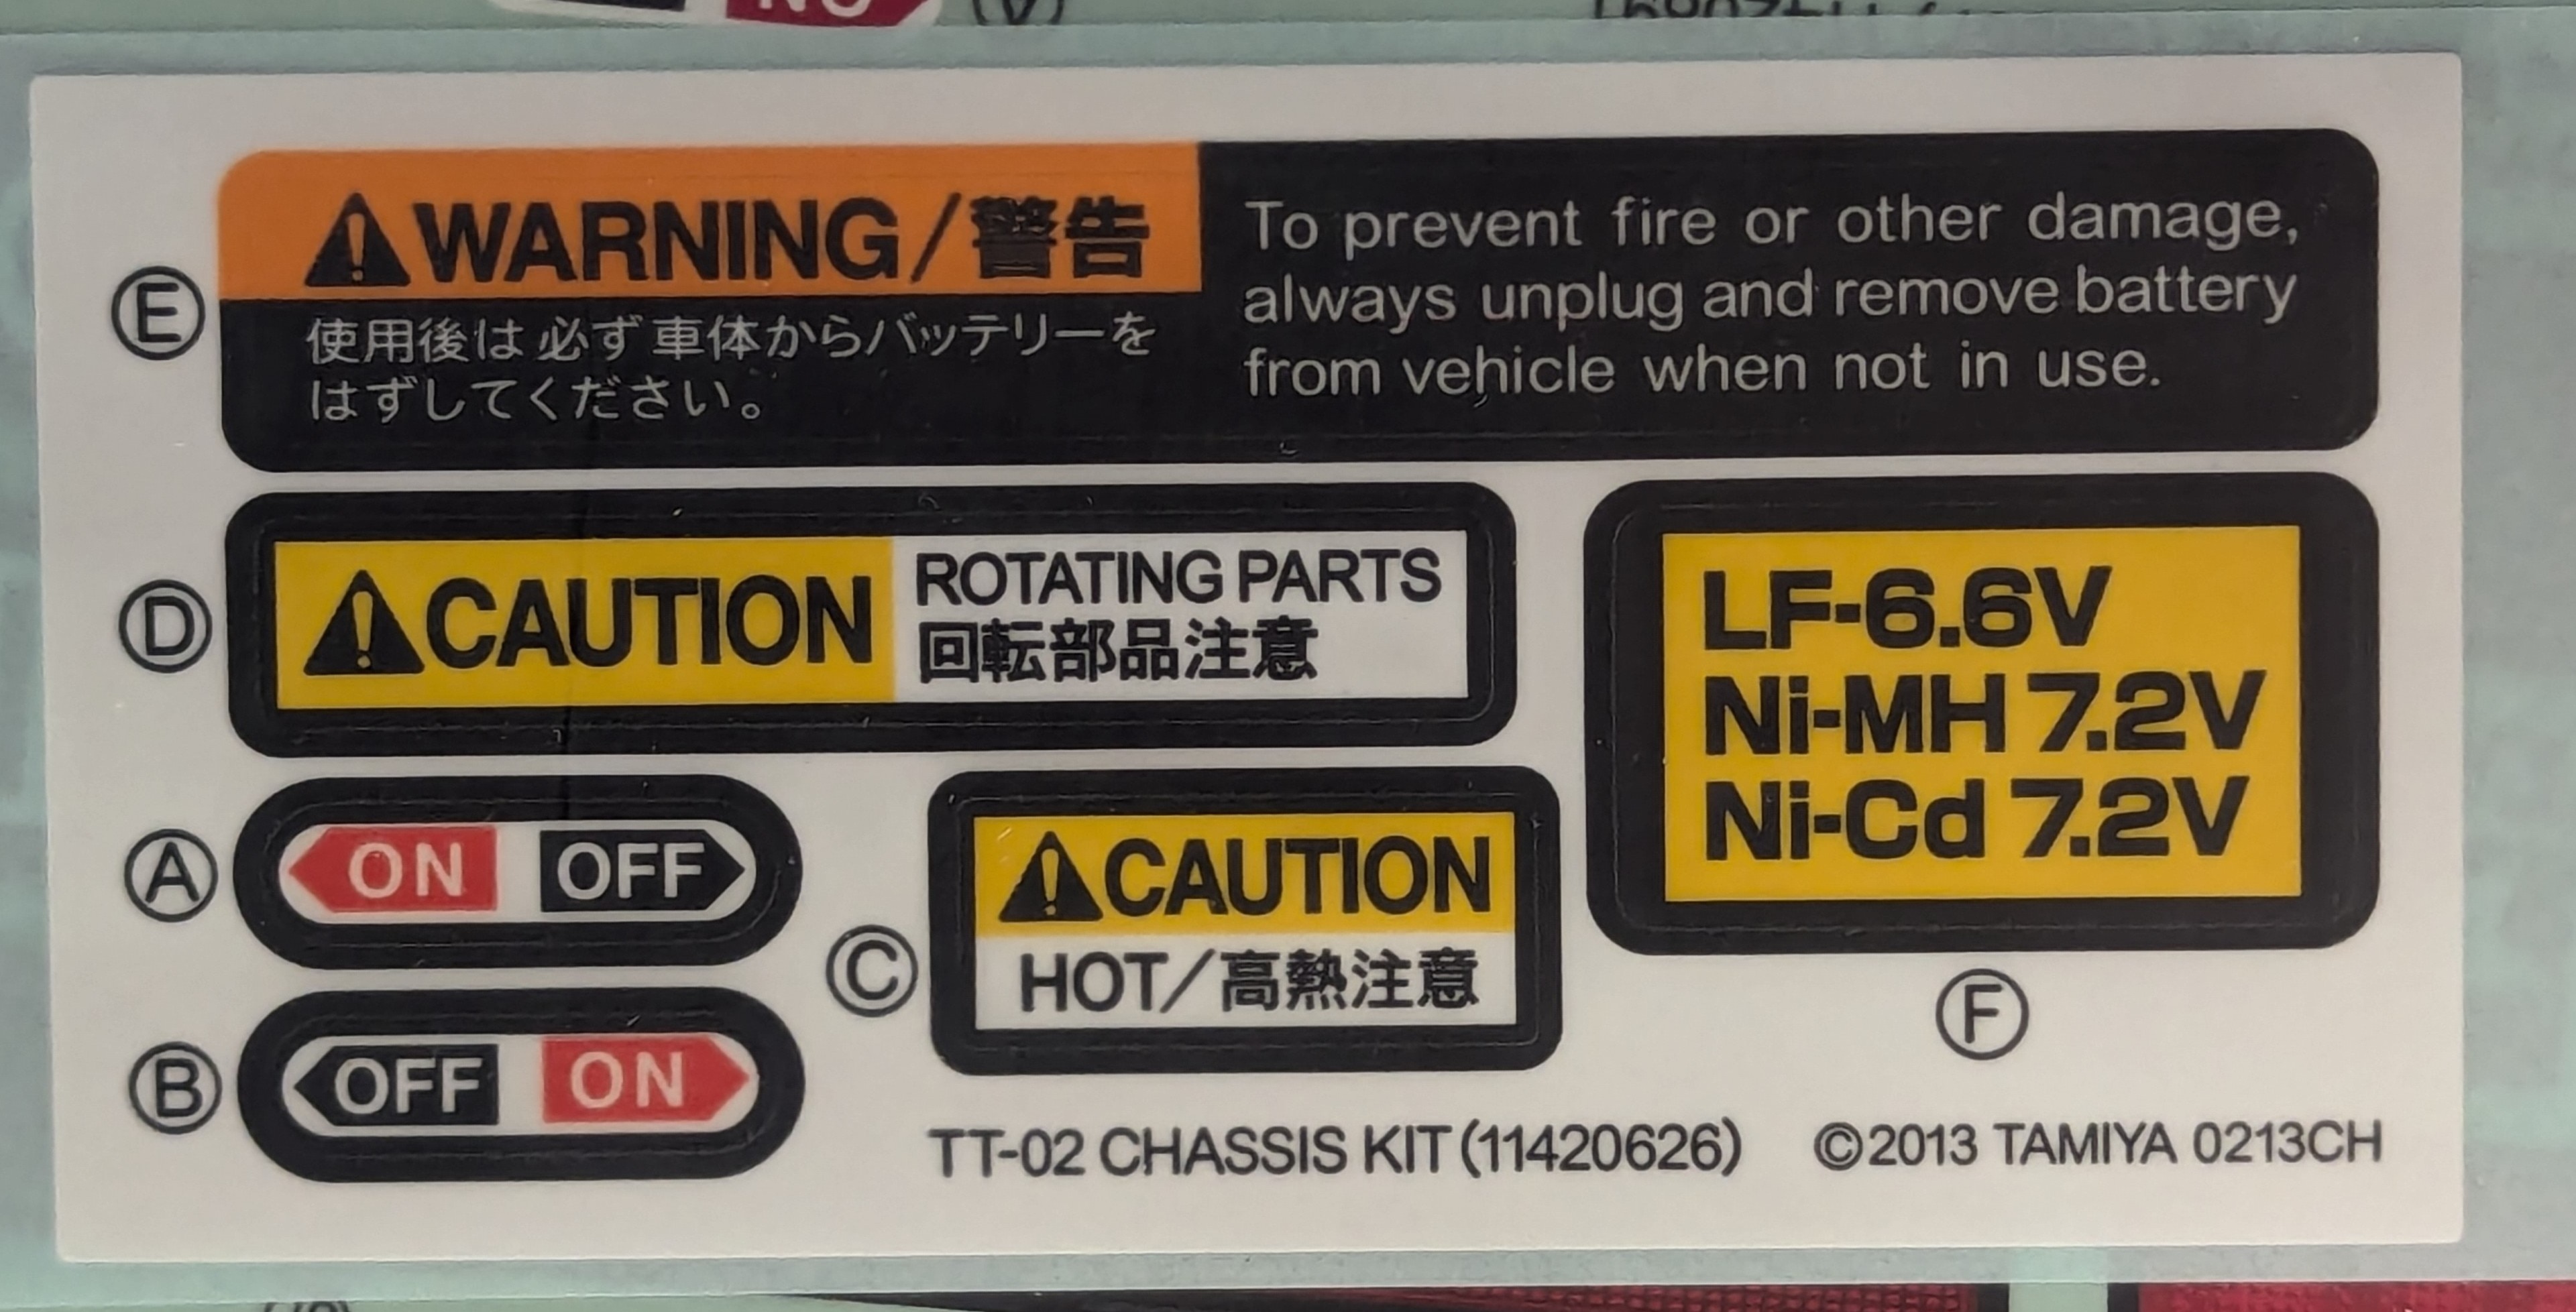 NO
(A)
E
⚠WARNING/警告
使用後は必ず車体からバッテリーを
はずしてください。
To prevent fire or other damage,
always unplug and remove battery
from vehicle when not in use.
D
⚠CAUTION
ROTATING PARTS
回転部品注意
LF-6.6V
Ni-MH 7.2V
Ni-Cd 7.2V
F
A
ON OFF
B
OFF ON
C
⚠CAUTION
HOT/高熱注意
TT-02 CHASSIS KIT (11420626) ©2013 TAMIYA 0213CH